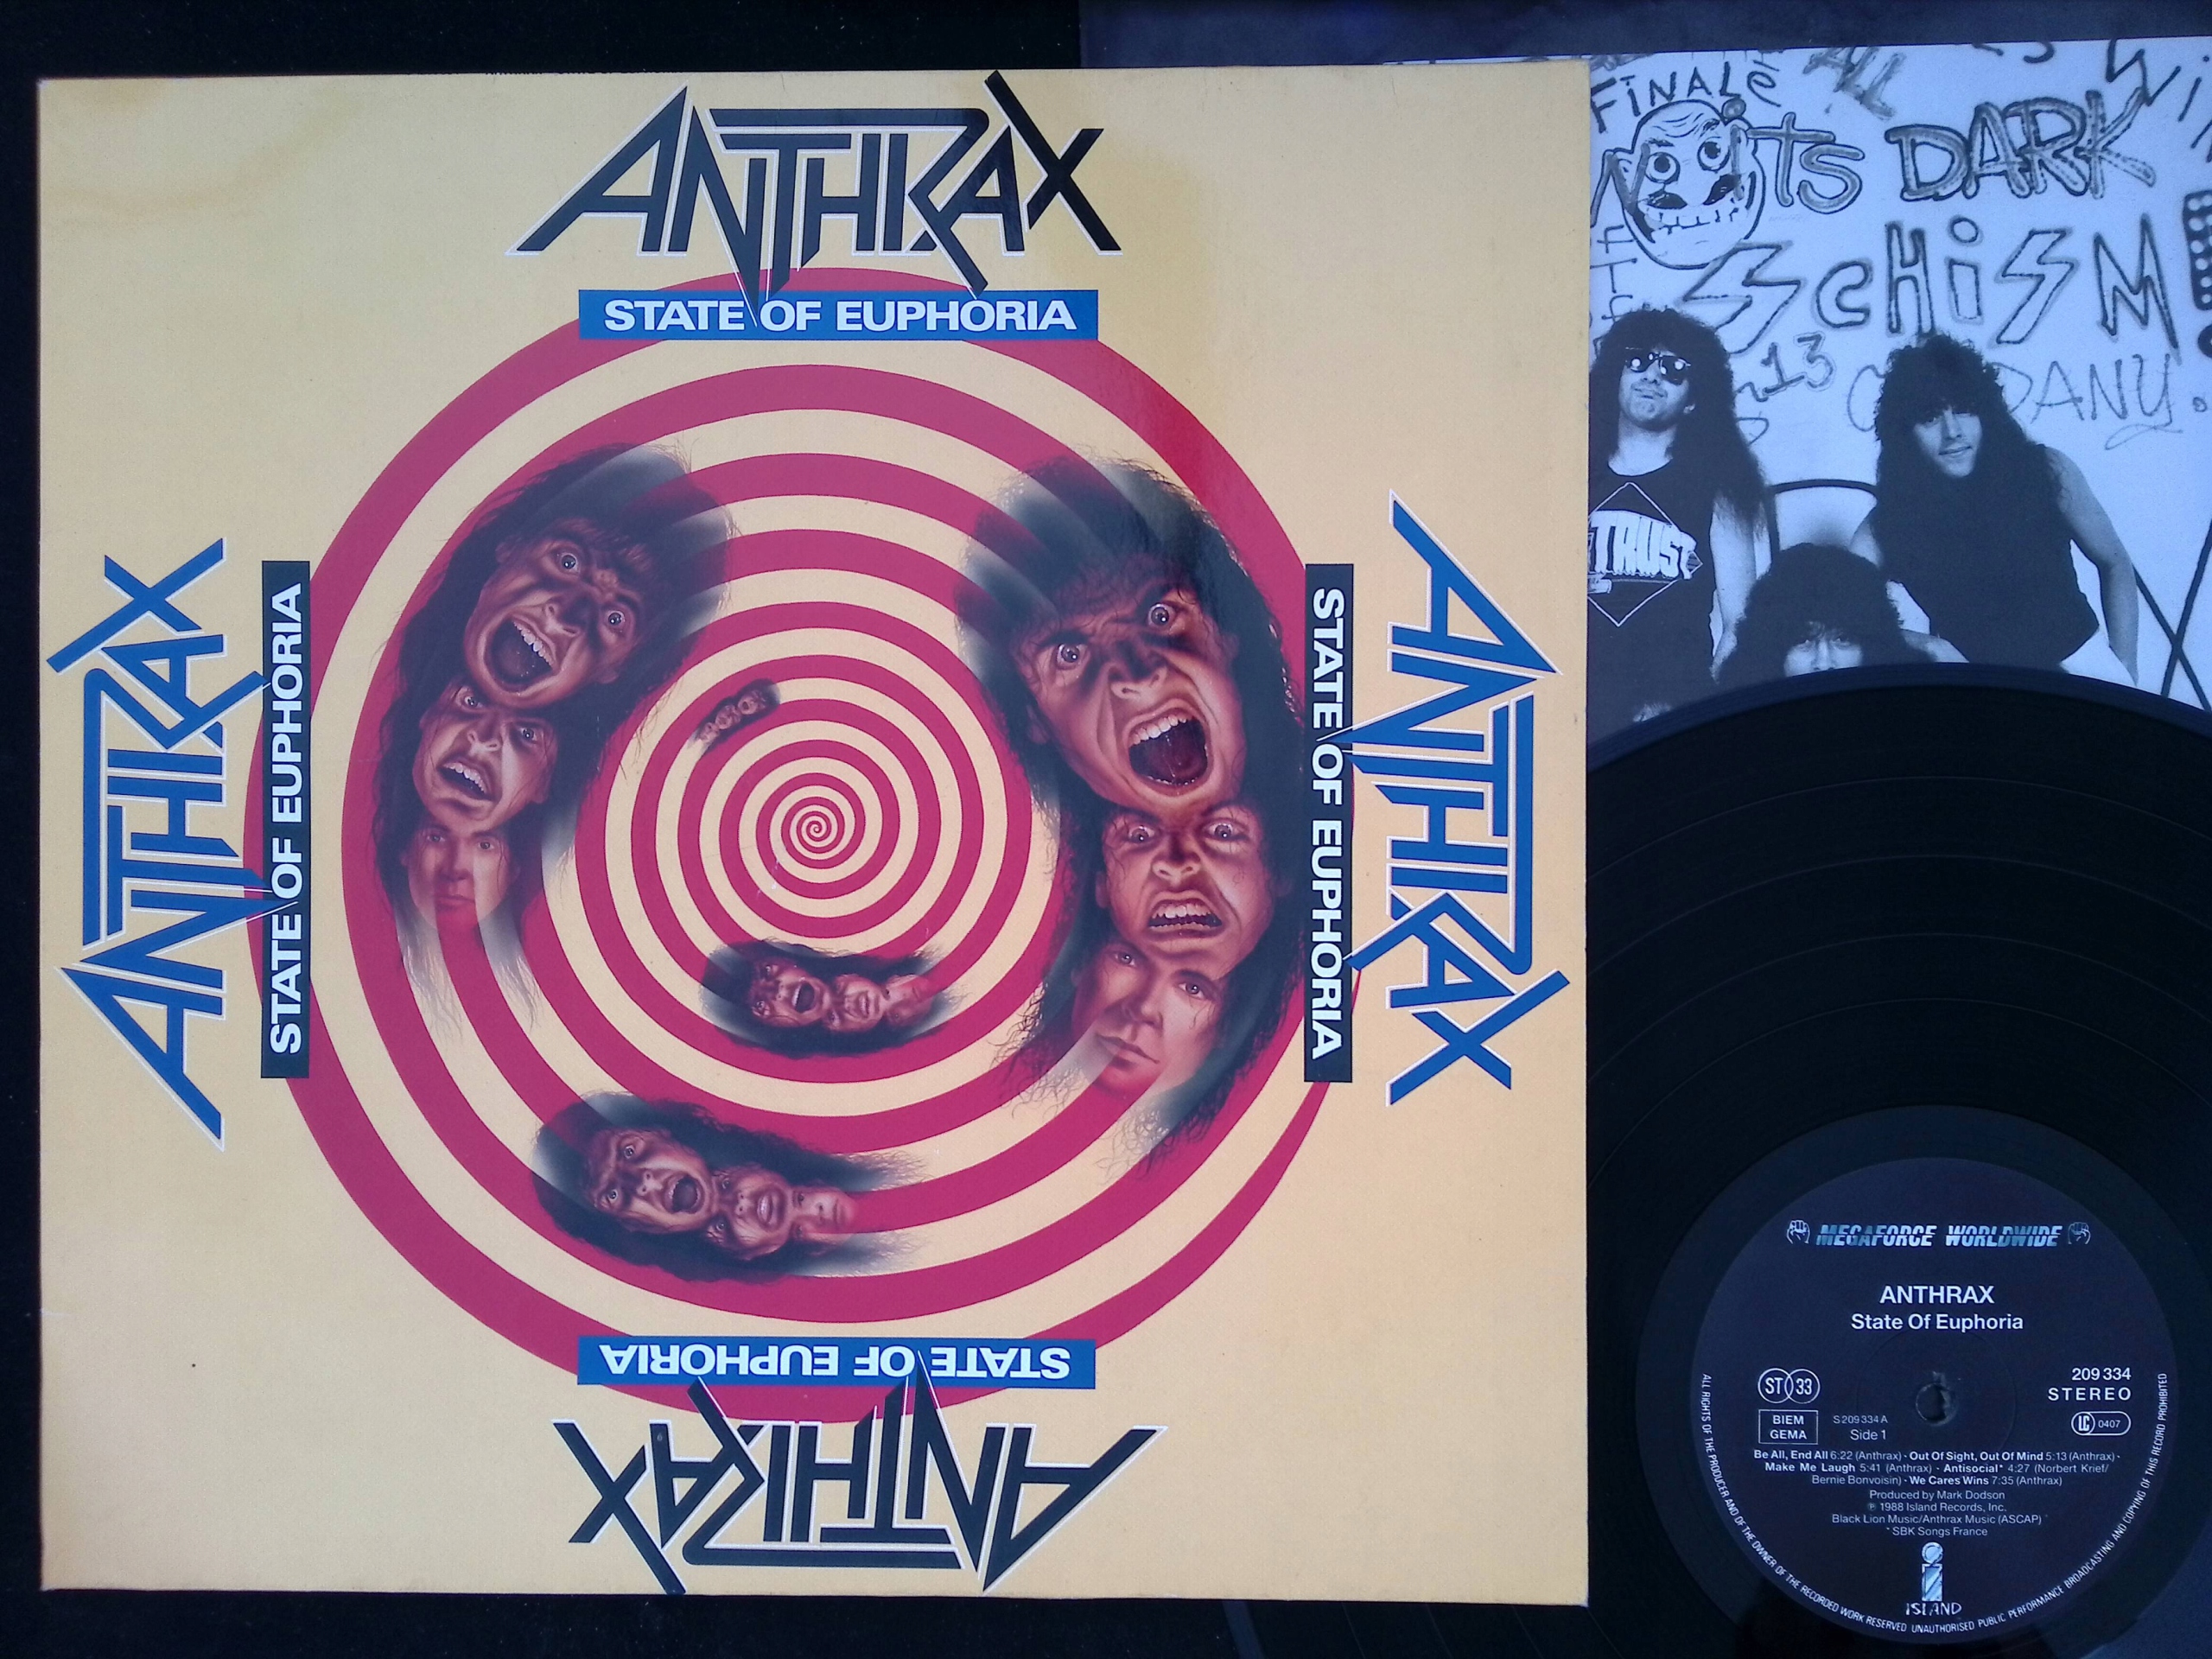 ANTHRAX
STATE OF EUPHORIA
ANTHRAX
STATE OF EUPHORIA
STATE OF EUPHORIA
ANTHRAX
STATE OF EUPHORIA
ANTHRAX
FiNALE
ALL
itS DARK
SCHiSM
13
PANY.
TRUST
MEGAFORCE WORLDWIDE
ANTHRAX
State Of Euphoria
ST 33
209 334
STEREO
BIEM
GEMA
S 209 334 A
Side 1
LC 0407
Be All, End All 6:22 (Anthrax) · Out Of Sight, Out Of Mind 5:13 (Anthrax) ·
Make Me Laugh 5:41 (Anthrax) · Antisocial* 4:27 (Norbert Krief/
Bernie Bonvoisin) · We Cares Wins 7:35 (Anthrax)
Produced by Mark Dodson
℗ 1988 Island Records, Inc.
Black Lion Music/Anthrax Music (ASCAP)
* SBK Songs France
ISLAND
ALL RIGHTS OF THE PRODUCER AND OF THE OWNER OF THE RECORDED WORK RESERVED UNAUTHORISED PUBLIC PERFORMANCE BROADCASTING AND COPYING OF THIS RECORD PROHIBITED